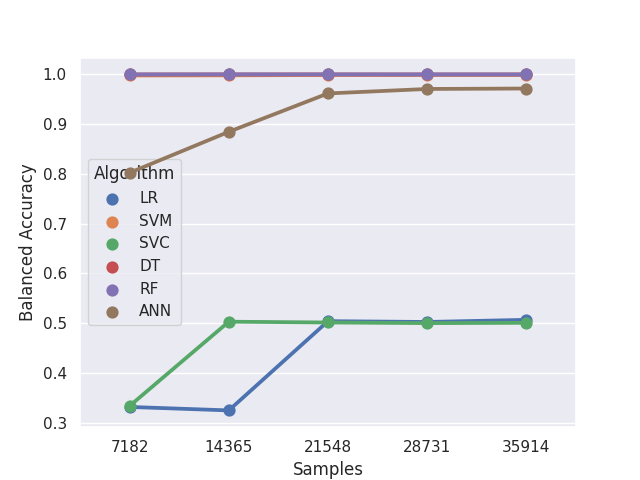 1.0
0.9
0.8
0.7
0.6
0.5
0.4
0.3
Balanced Accuracy
Algorithm
LR
SVM
SVC
DT
RF
ANN
7182 14365 21548 28731 35914
Samples